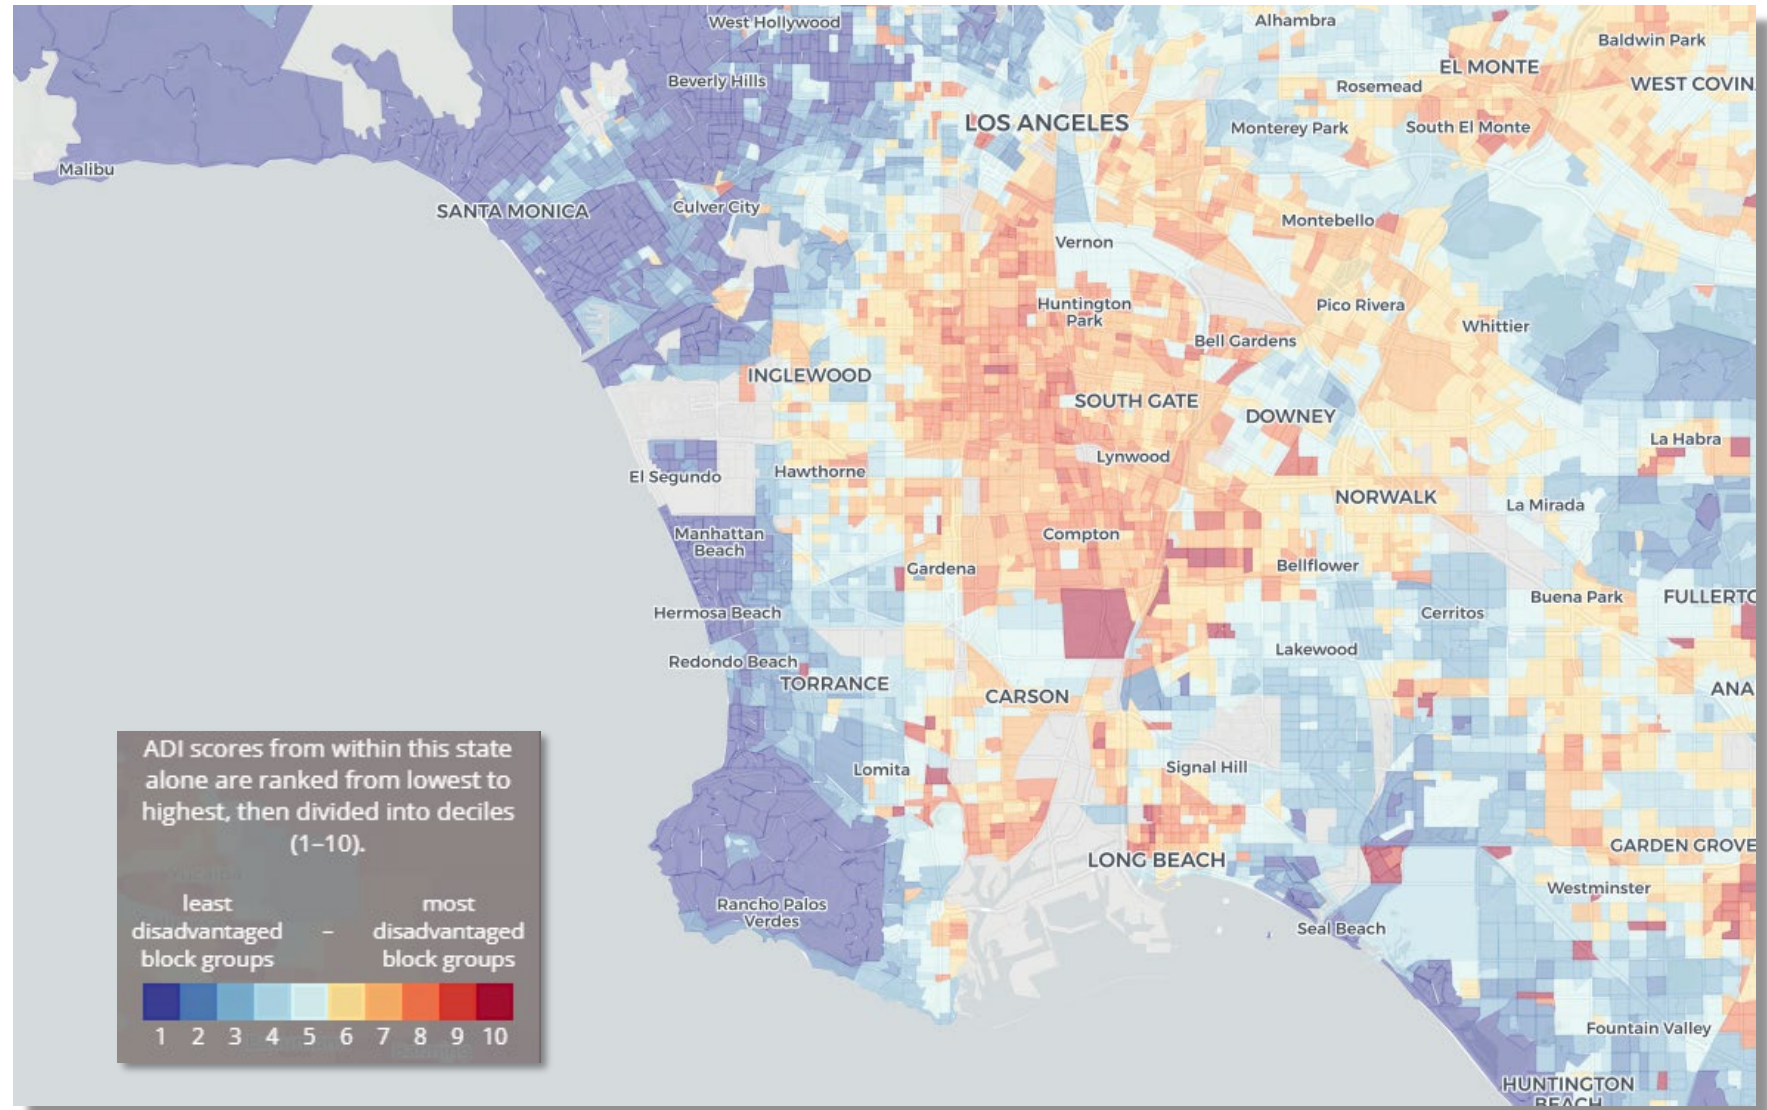 West Hollywood
Alhambra
Baldwin Park
Beverly Hills
EL MONTE
Rosemead
WEST COVIN
LOS ANGELES
Monterey Park
South El Monte
Malibu
SANTA MONICA
Culver City
Montebello
Vernon
Huntington
Park
Pico Rivera
Whittier
Bell Gardens
INGLEWOOD
SOUTH GATE
DOWNEY
La Habra
Lynwood
El Segundo
Hawthorne
NORWALK
La Mirada
Manhattan
Beach
Compton
Gardena
Bellflower
Buena Park
FULLERTO
Hermosa Beach
Cerritos
Lakewood
Redondo Beach
TORRANCE
CARSON
ANA
Lomita
Signal Hill
GARDEN GROVE
LONG BEACH
Westminster
Rancho Palos
Verdes
Seal Beach
Fountain Valley
HUNTINGTON
BEACH
ADI scores from within this state
alone are ranked from lowest to
highest, then divided into deciles
(1–10).
least
disadvantaged
block groups
–
most
disadvantaged
block groups
1 2 3 4 5 6 7 8 9 10